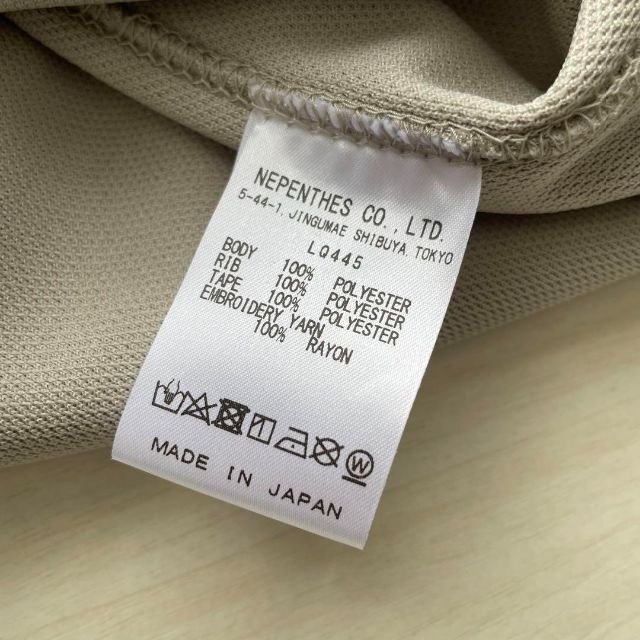 NEPENTHES CO., LTD.
5-44-1, JINGUMAE SHIBUYA, TOKYO
LQ445
BODY 100% POLYESTER
RIB 100% POLYESTER
TAPE 100% POLYESTER
EMBROIDERY YARN
100% RAYON
W
MADE IN JAPAN